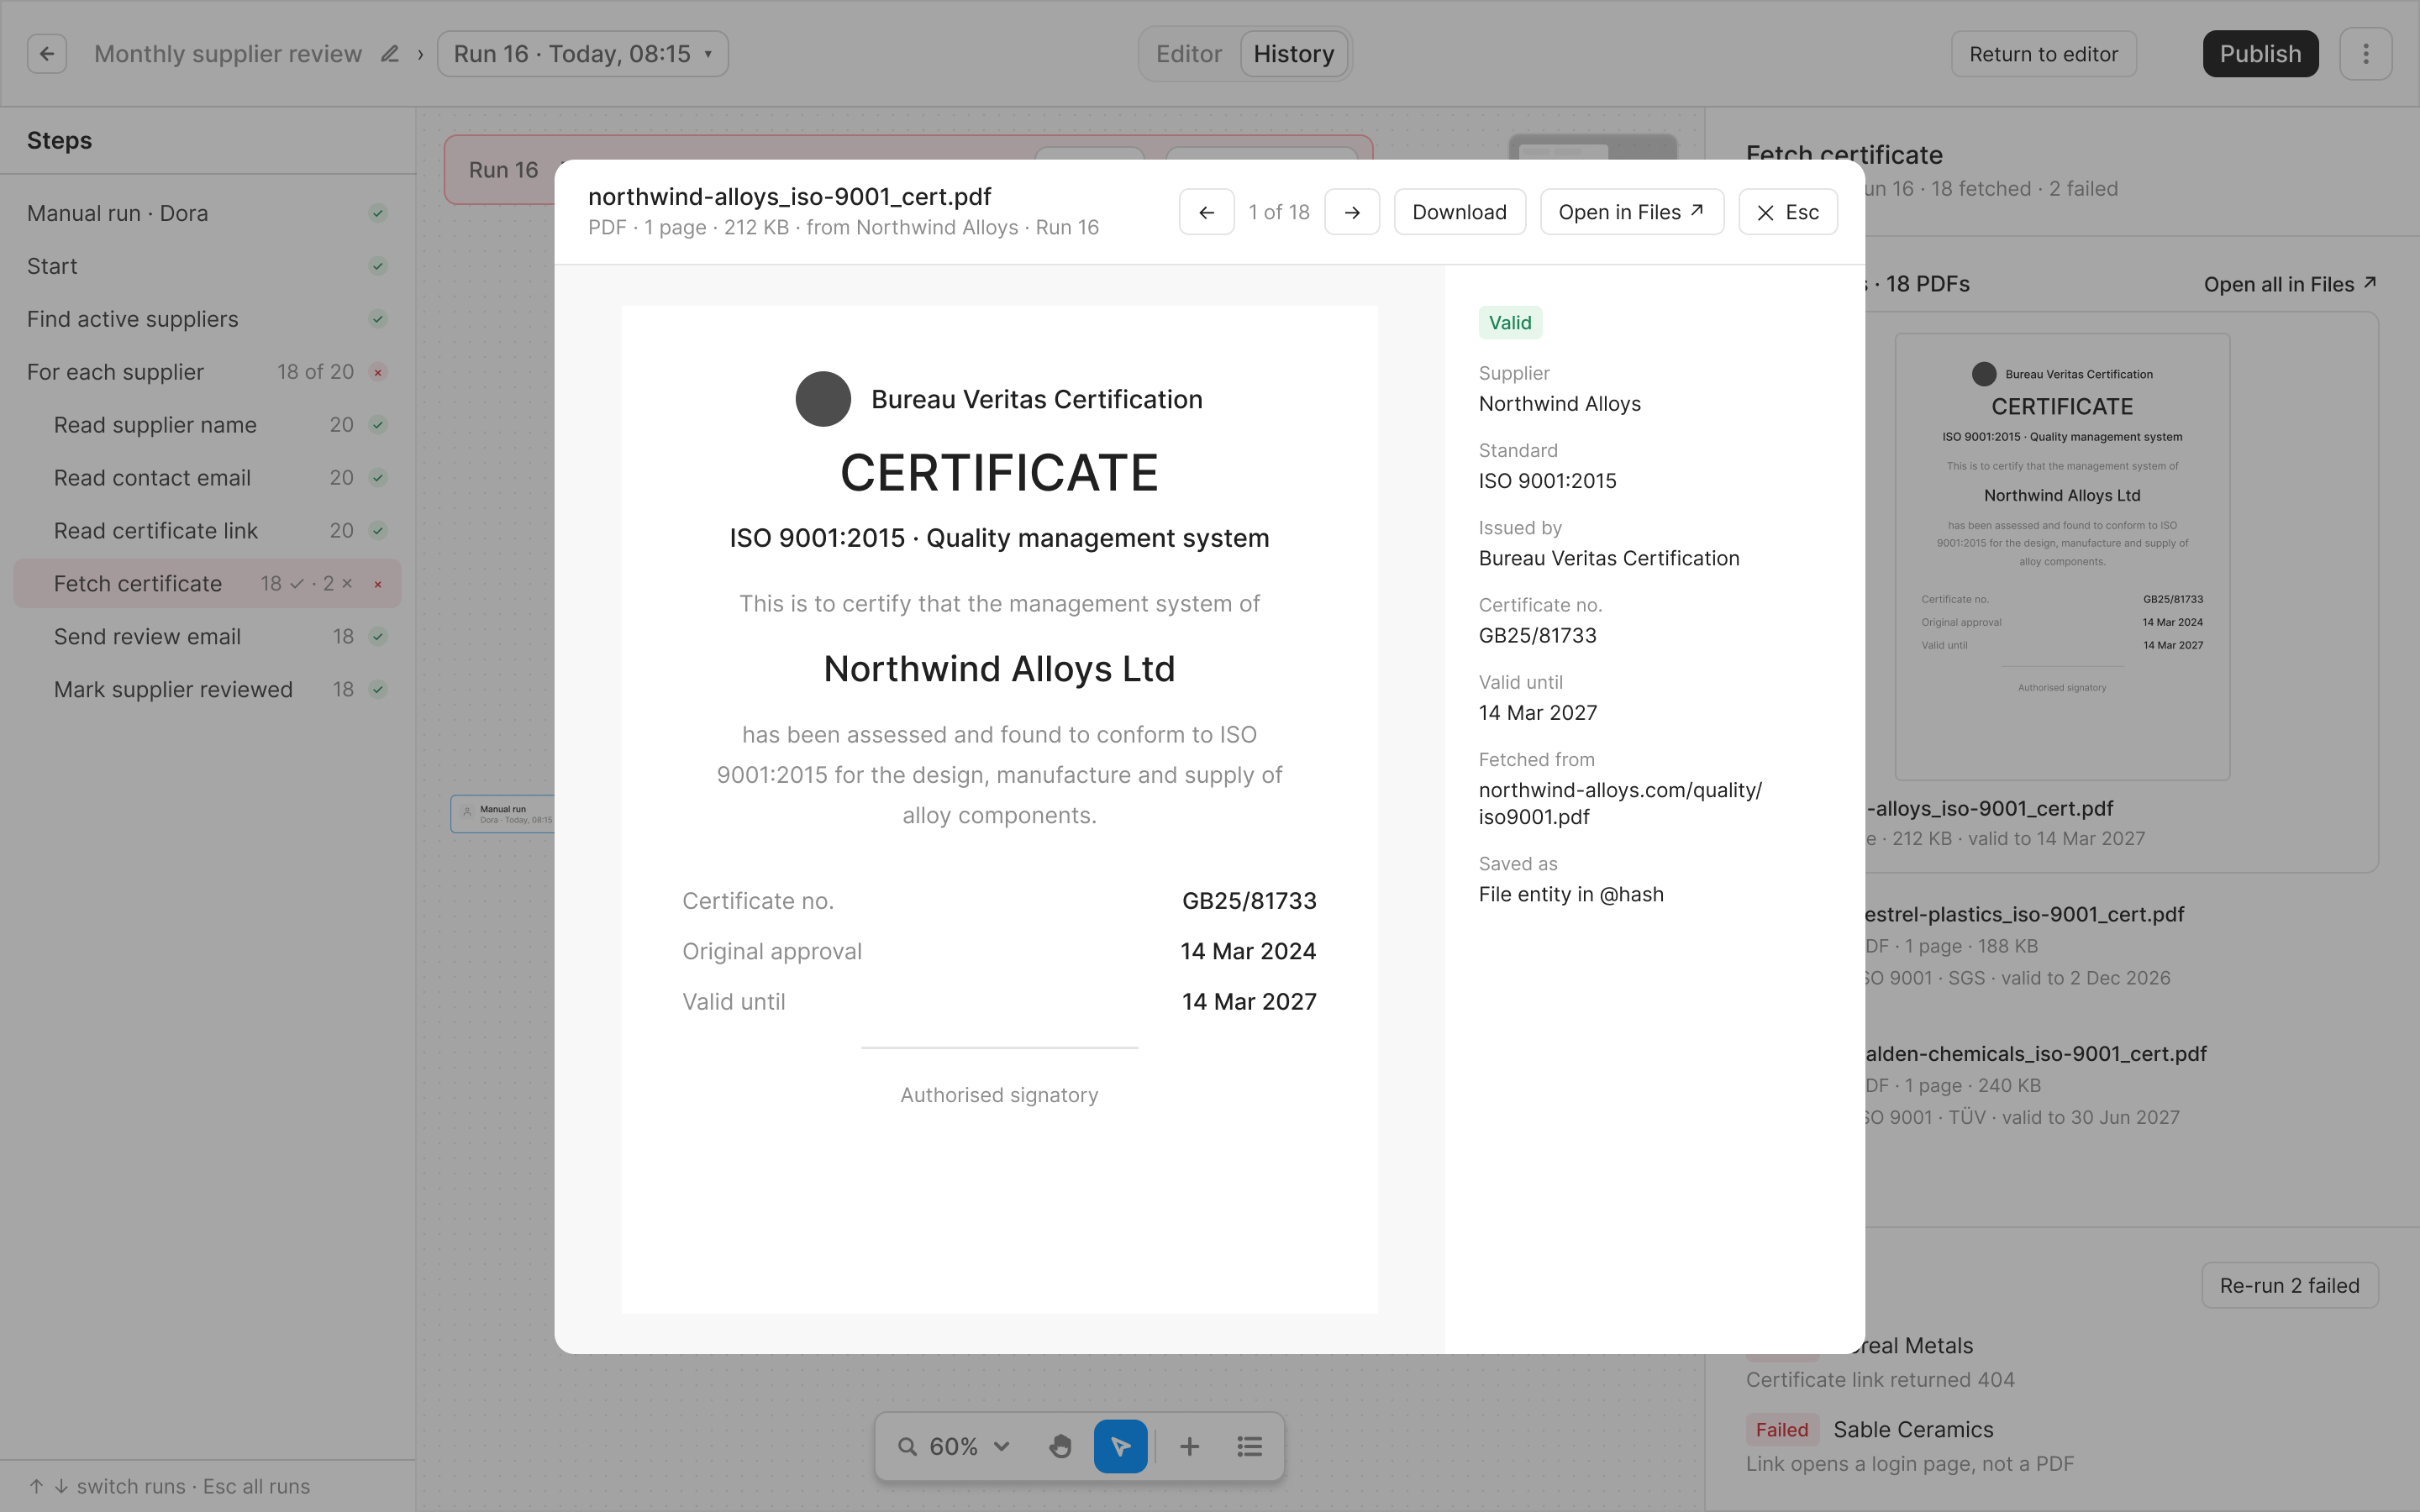 Monthly supplier review
›
Run 16 · Today, 08:15 ▾
Editor
History
Return to editor
Publish
Steps
Manual run · Dora
Start
Find active suppliers
For each supplier 18 of 20
Read supplier name 20
Read contact email 20
Read certificate link 20
Fetch certificate 18 ✓ · 2 ×
Send review email 18
Mark supplier reviewed 18
↑ ↓ switch runs · Esc all runs
Run 16
Manual run
Dora · Today, 08:15
northwind-alloys_iso-9001_cert.pdf
PDF · 1 page · 212 KB · from Northwind Alloys · Run 16
← 1 of 18 →
Download
Open in Files ↗
× Esc
Bureau Veritas Certification
CERTIFICATE
ISO 9001:2015 · Quality management system
This is to certify that the management system of
Northwind Alloys Ltd
has been assessed and found to conform to ISO
9001:2015 for the design, manufacture and supply of
alloy components.
Certificate no. GB25/81733
Original approval 14 Mar 2024
Valid until 14 Mar 2027
Authorised signatory
Valid
Supplier
Northwind Alloys
Standard
ISO 9001:2015
Issued by
Bureau Veritas Certification
Certificate no.
GB25/81733
Valid until
14 Mar 2027
Fetched from
northwind-alloys.com/quality/
iso9001.pdf
Saved as
File entity in @hash
60%
Fetch certificate
un 16 · 18 fetched · 2 failed
· 18 PDFs
Open all in Files ↗
Bureau Veritas Certification
CERTIFICATE
ISO 9001:2015 · Quality management system
This is to certify that the management system of
Northwind Alloys Ltd
has been assessed and found to conform to ISO
9001:2015 for the design, manufacture and supply of
alloy components.
Certificate no. GB25/81733
Original approval 14 Mar 2024
Valid until 14 Mar 2027
Authorised signatory
-alloys_iso-9001_cert.pdf
e · 212 KB · valid to 14 Mar 2027
estrel-plastics_iso-9001_cert.pdf
DF · 1 page · 188 KB
SO 9001 · SGS · valid to 2 Dec 2026
alden-chemicals_iso-9001_cert.pdf
DF · 1 page · 240 KB
SO 9001 · TÜV · valid to 30 Jun 2027
Re-run 2 failed
real Metals
Certificate link returned 404
Failed Sable Ceramics
Link opens a login page, not a PDF